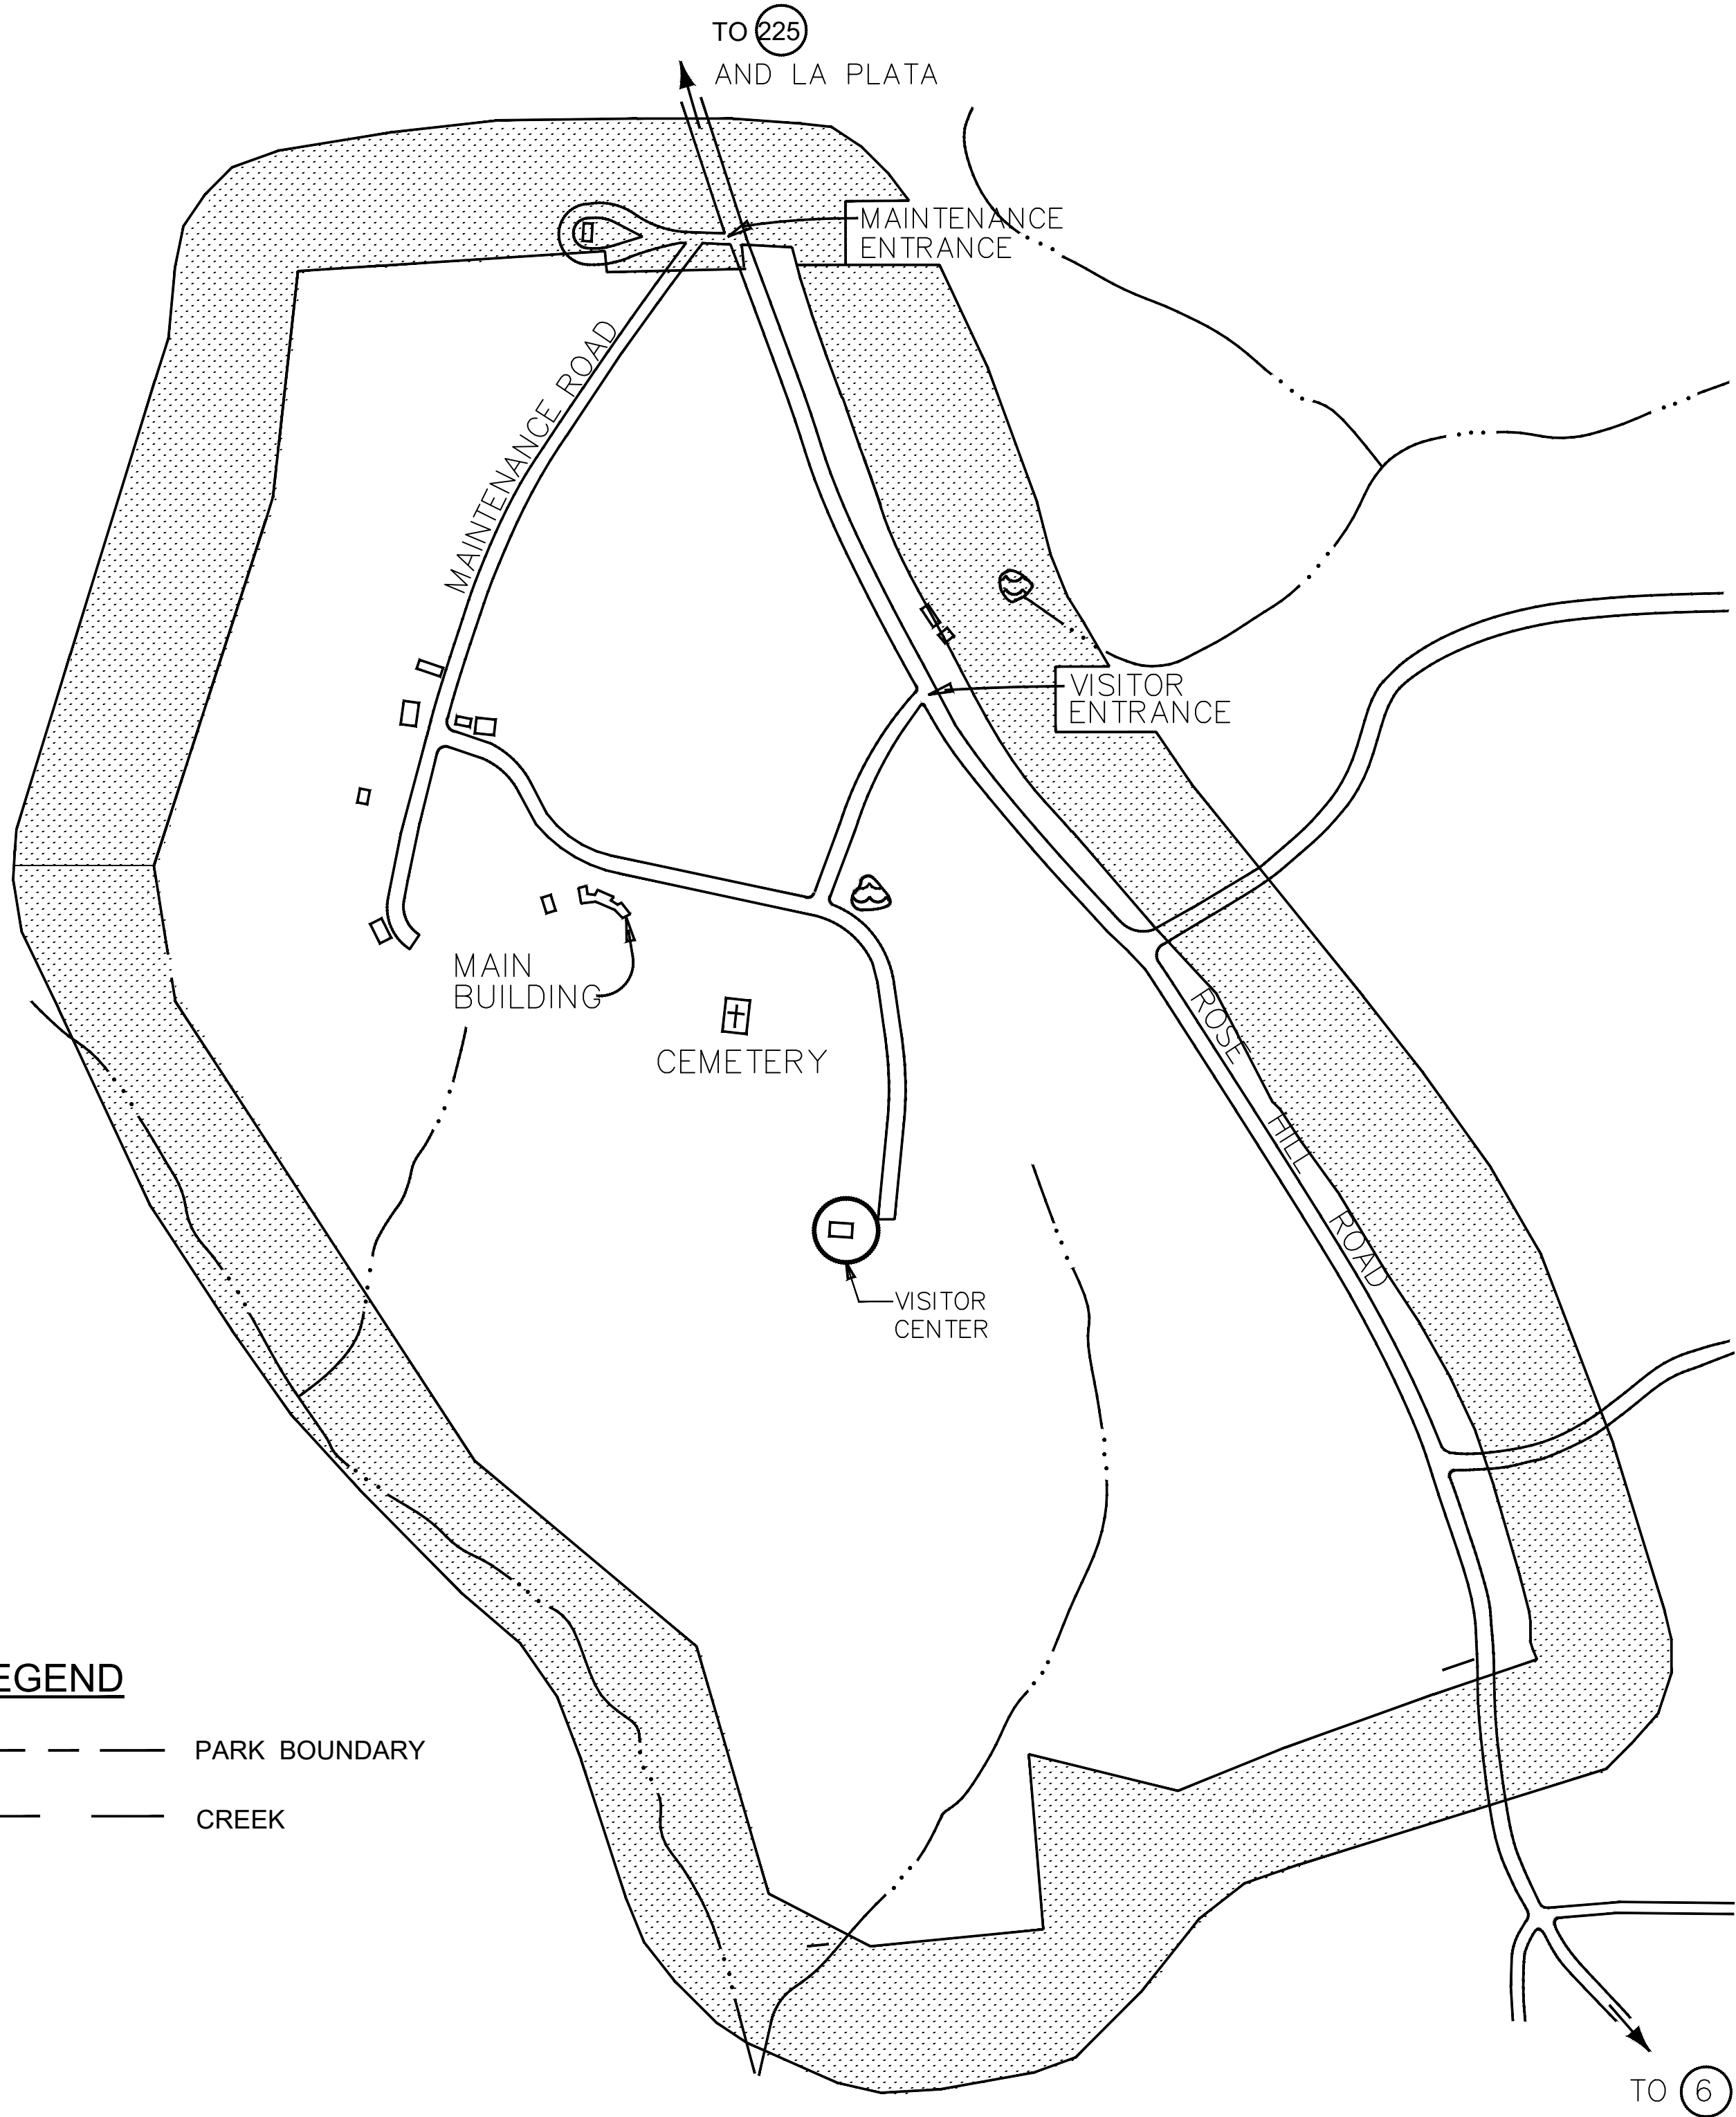 TO 225
AND LA PLATA
MAINTENANCE
ENTRANCE
MAINTENANCE ROAD
VISITOR
ENTRANCE
MAIN
BUILDING
CEMETERY
ROSE HILL ROAD
VISITOR
CENTER
EGEND
PARK BOUNDARY
CREEK
TO 6